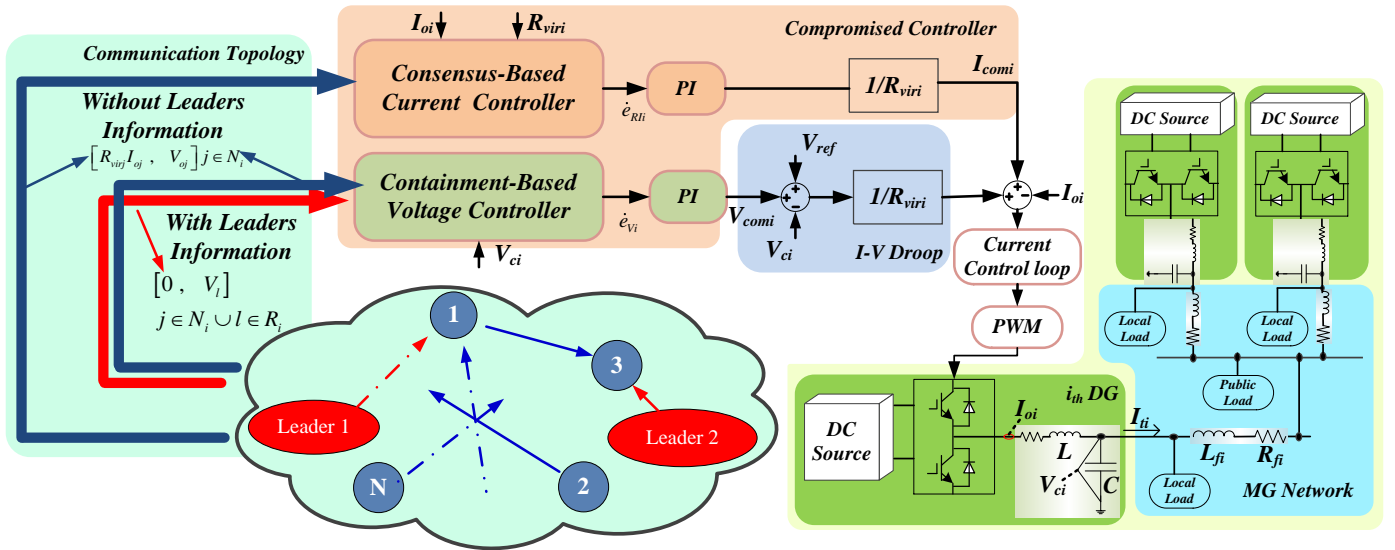 Communication Topology
Without Leaders
Information
[R_virj I_oj , V_oj] j ∈ N_i
With Leaders
Information
[0 , V_l]
j ∈ N_i ∪ l ∈ R_i
1
3
Leader 1
Leader 2
N
2
I_oi
R_viri
Compromised Controller
Consensus-Based
Current Controller
ė_RIi
PI
1/R_viri
I_comi
Containment-Based
Voltage Controller
ė_Vi
PI
V_comi
V_ci
V_ref
+
+
-
V_ci
1/R_viri
I-V Droop
+
+
-
I_oi
Current
Control loop
PWM
DC
Source
i_th DG
I_oi
L
V_ci
C
I_ti
L_fi
R_fi
Local
Load
MG Network
DC Source
DC Source
Local
Load
Local
Load
Public
Load